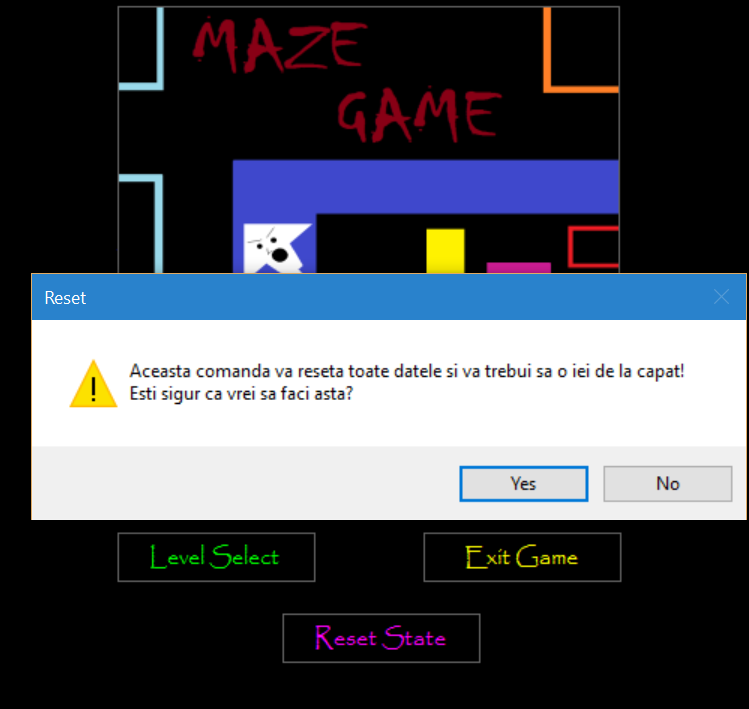 MAZE
GAME
Reset
Aceasta comanda va reseta toate datele si va trebui sa o iei de la capat!
Esti sigur ca vrei sa faci asta?
Yes
No
Level Select
Exit Game
Reset State